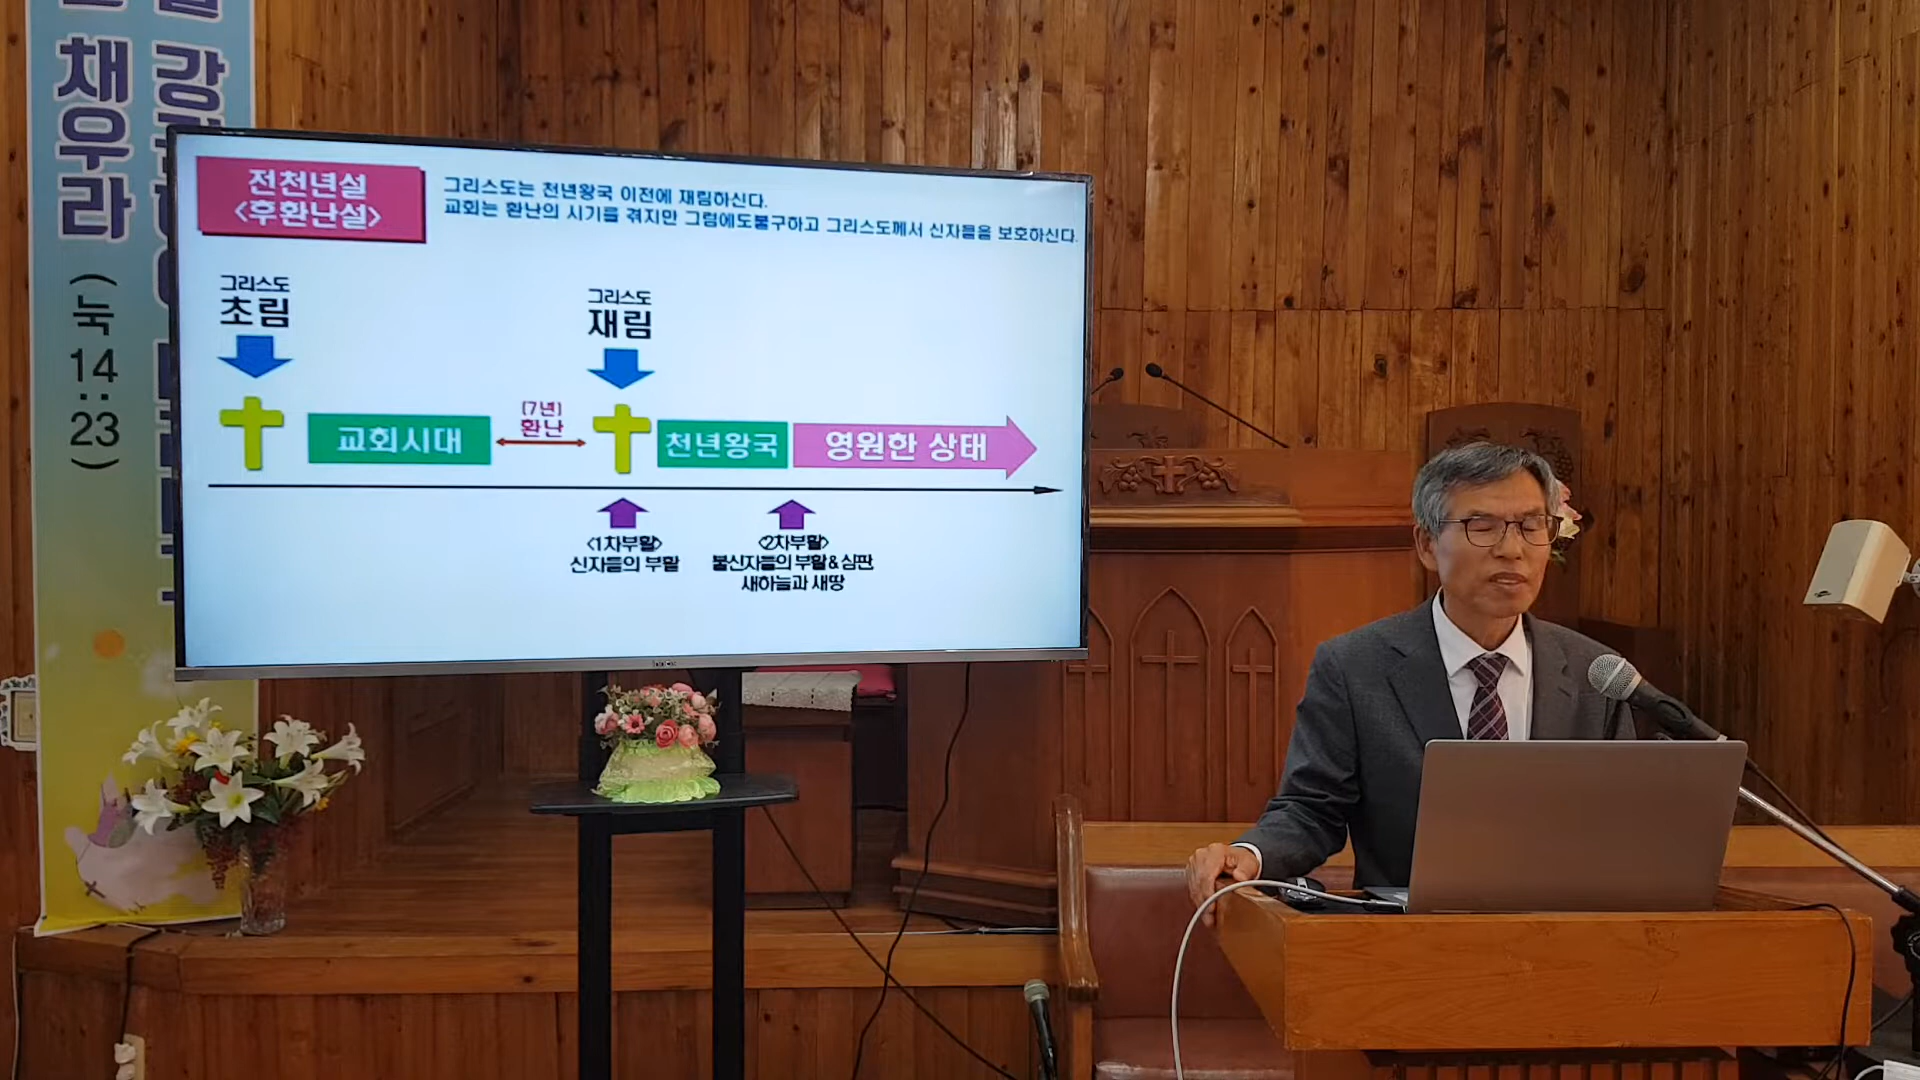 채우라
(눅 14:23)
전천년설
<후환난설>
그리스도는 천년왕국 이전에 재림하신다.
교회는 환난의 시기를 겪지만 그럼에도불구하고 그리스도께서 신자들을 보호하신다.
그리스도
초림
그리스도
재림
교회시대
(7년)
환난
천년왕국
영원한 상태
<1차부활>
신자들의 부활
<2차부활>
불신자들의 부활&심판
새하늘과 새땅